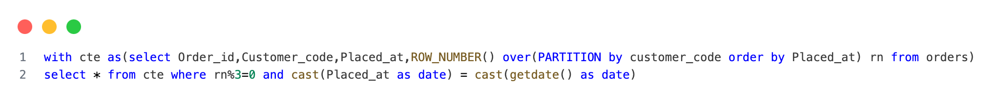 1 with cte as(select Order_id,Customer_code,Placed_at,ROW_NUMBER() over(PARTITION by customer_code order by Placed_at) rn from orders)
2 select * from cte where rn%3=0 and cast(Placed_at as date) = cast(getdate() as date)